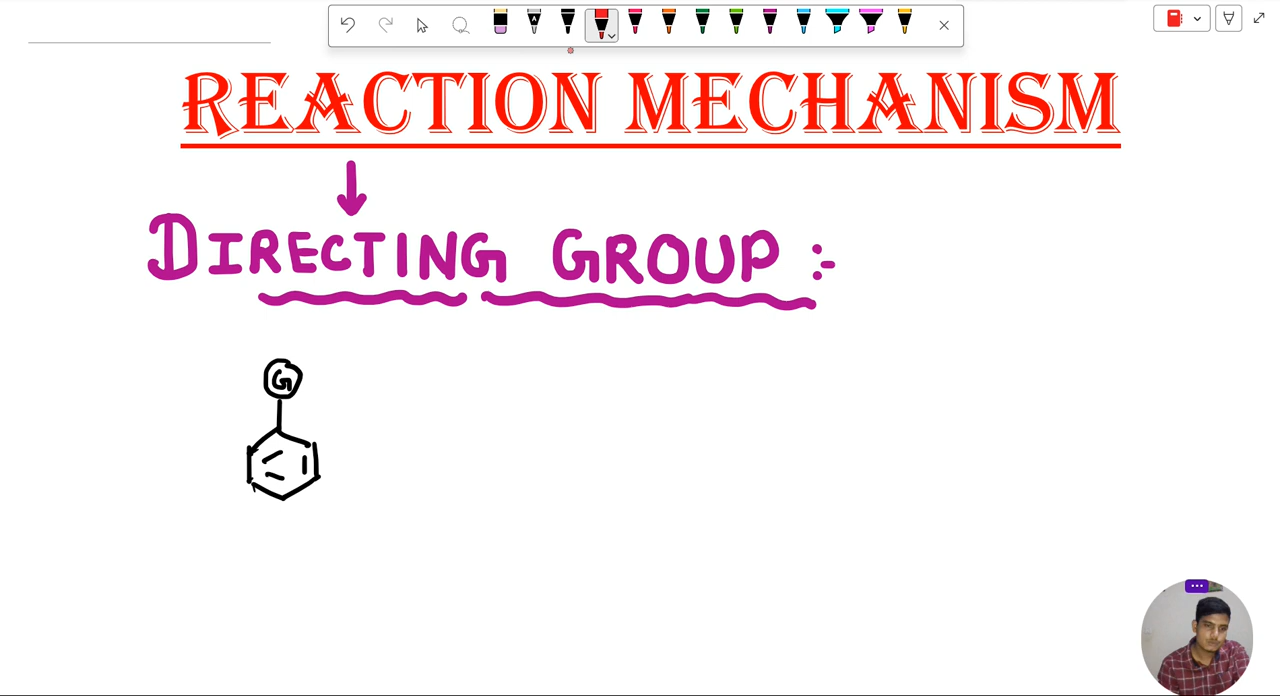 REACTION MECHANISM
DIRECTING GROUP :-
G